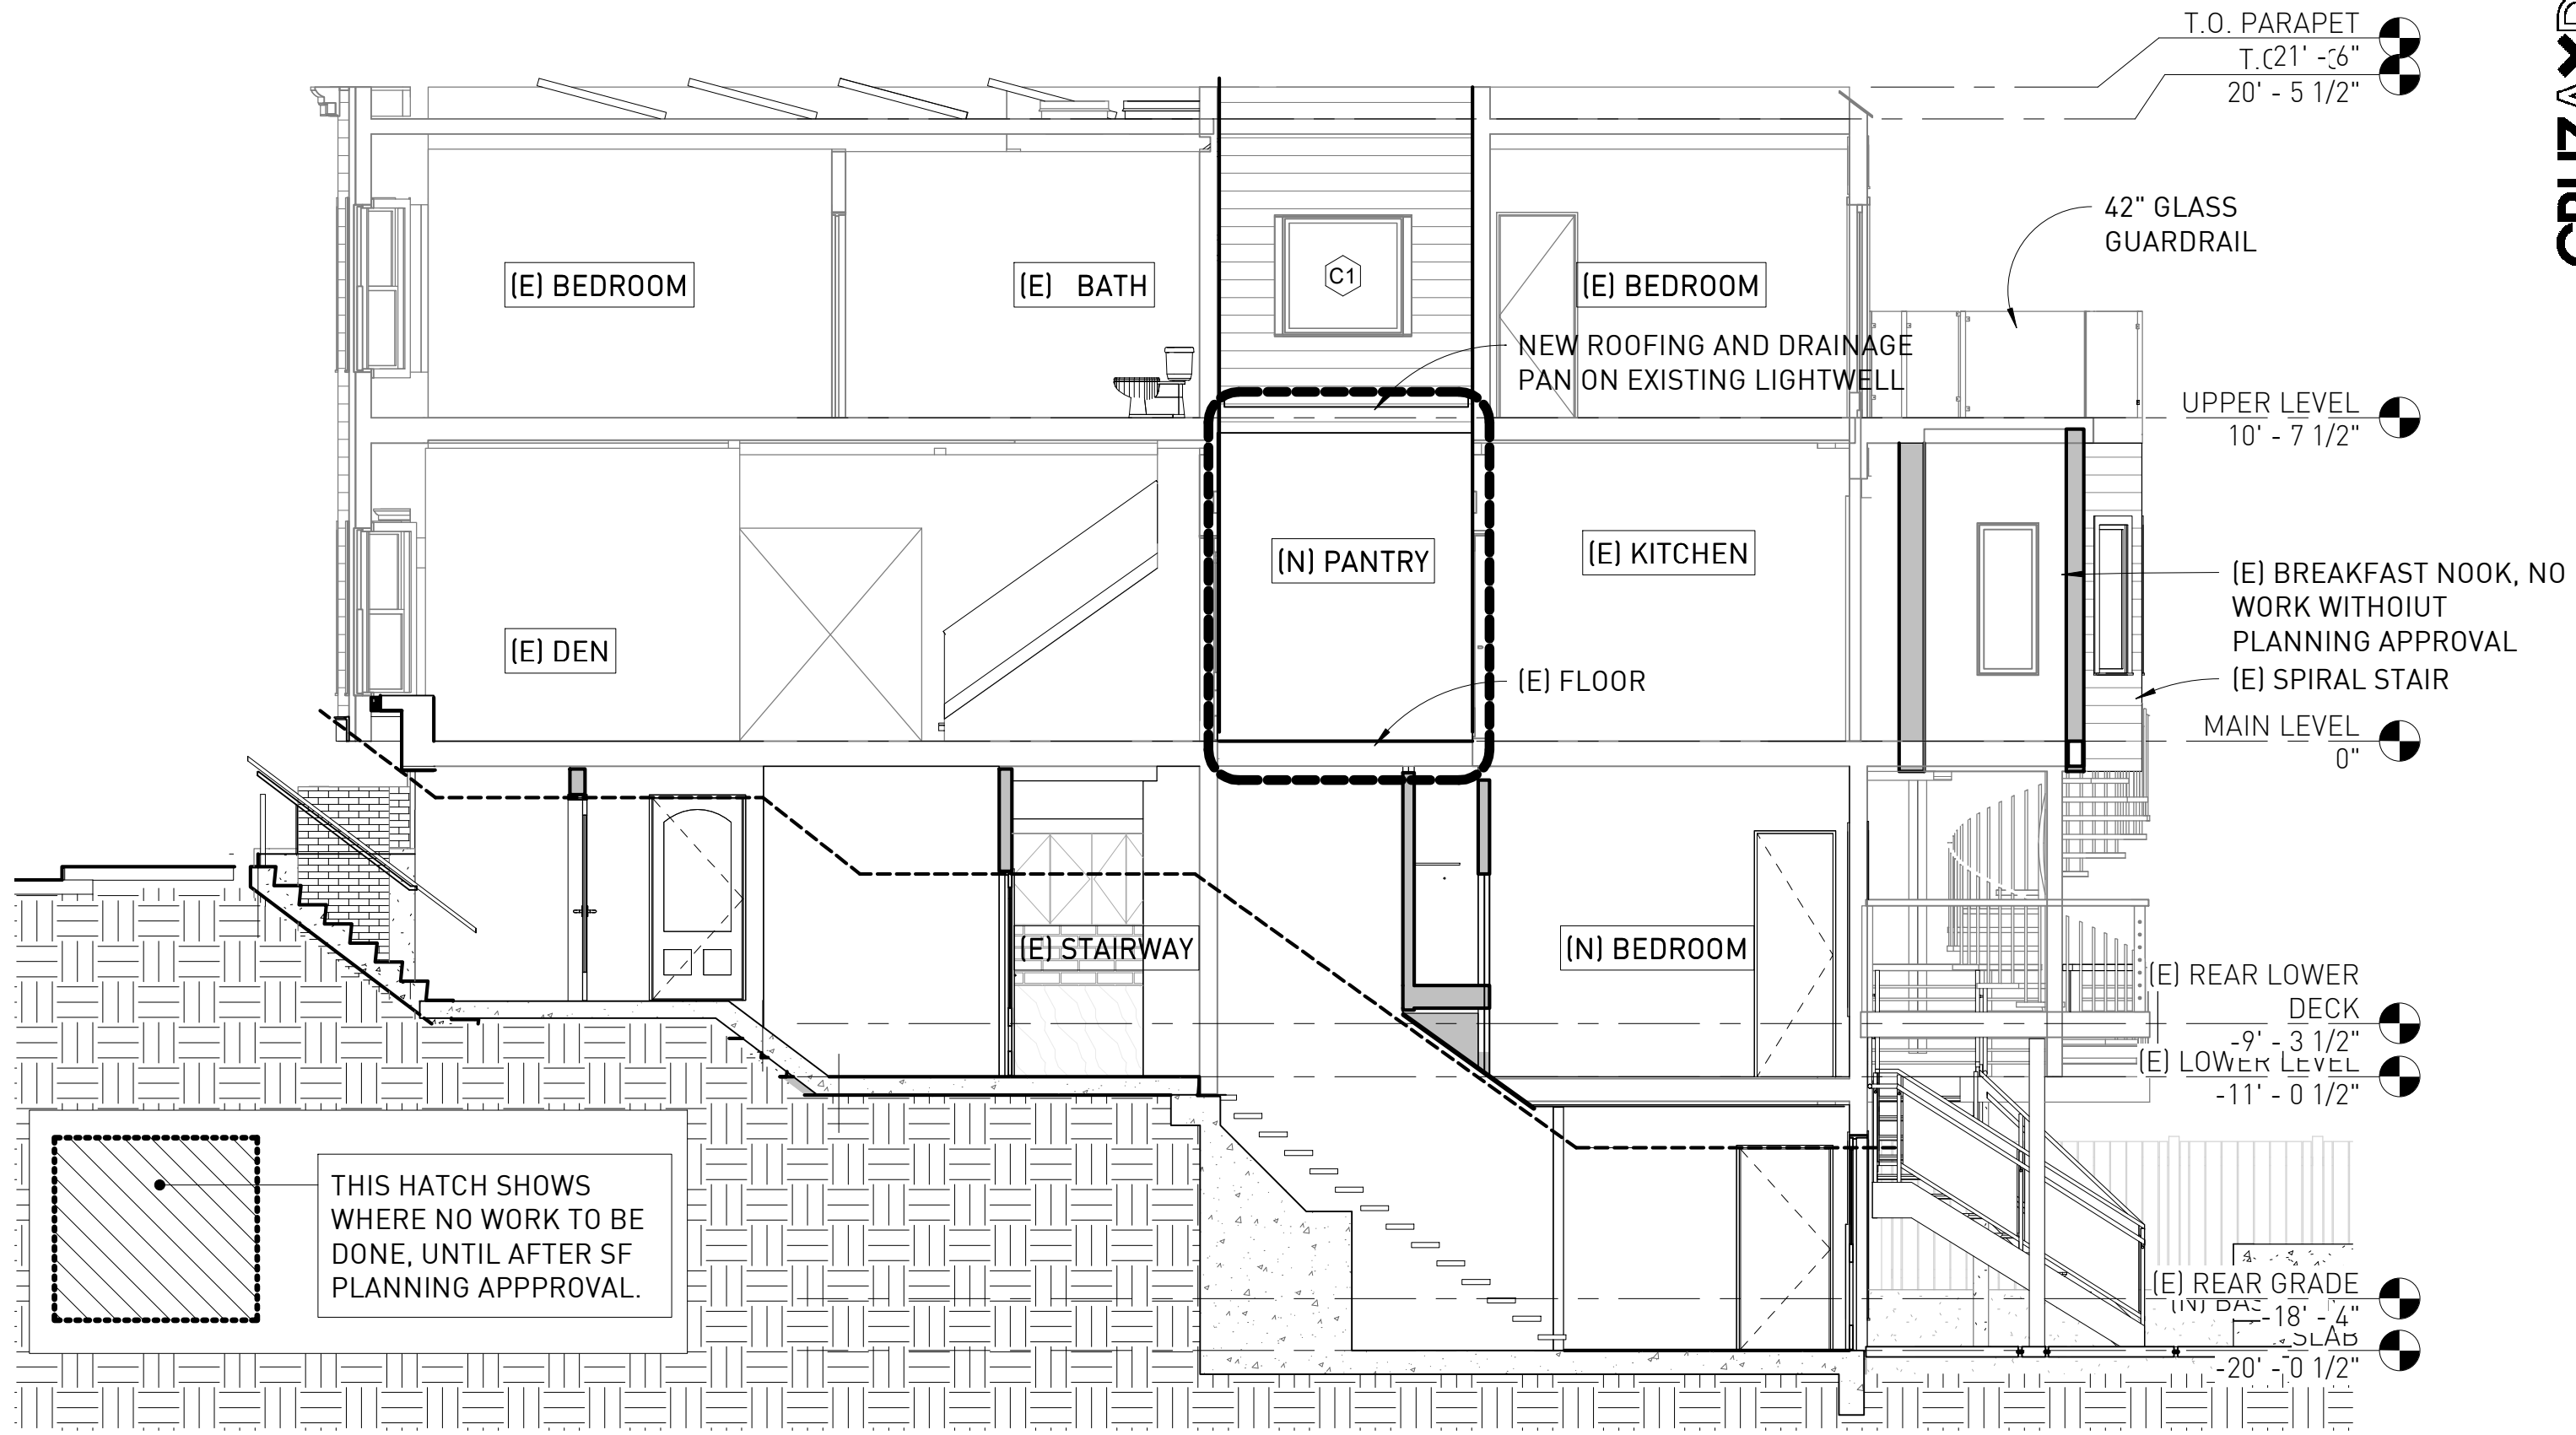 T.O. PARAPET
21' - 6"
20' - 5 1/2"
42" GLASS
GUARDRAIL
(E) BEDROOM
(E) BATH
C1
(E) BEDROOM
NEW ROOFING AND DRAINAGE
PAN ON EXISTING LIGHTWELL
UPPER LEVEL
10' - 7 1/2"
(N) PANTRY
(E) KITCHEN
(E) BREAKFAST NOOK, NO
WORK WITHOIUT
PLANNING APPROVAL
(E) DEN
(E) FLOOR
(E) SPIRAL STAIR
MAIN LEVEL
0"
(E) STAIRWAY
(N) BEDROOM
(E) REAR LOWER
DECK
-9' - 3 1/2"
(E) LOWER LEVEL
-11' - 0 1/2"
THIS HATCH SHOWS
WHERE NO WORK TO BE
DONE, UNTIL AFTER SF
PLANNING APPPROVAL.
(E) REAR GRADE
-18' - 4"
SLAB
-20' - 0 1/2"